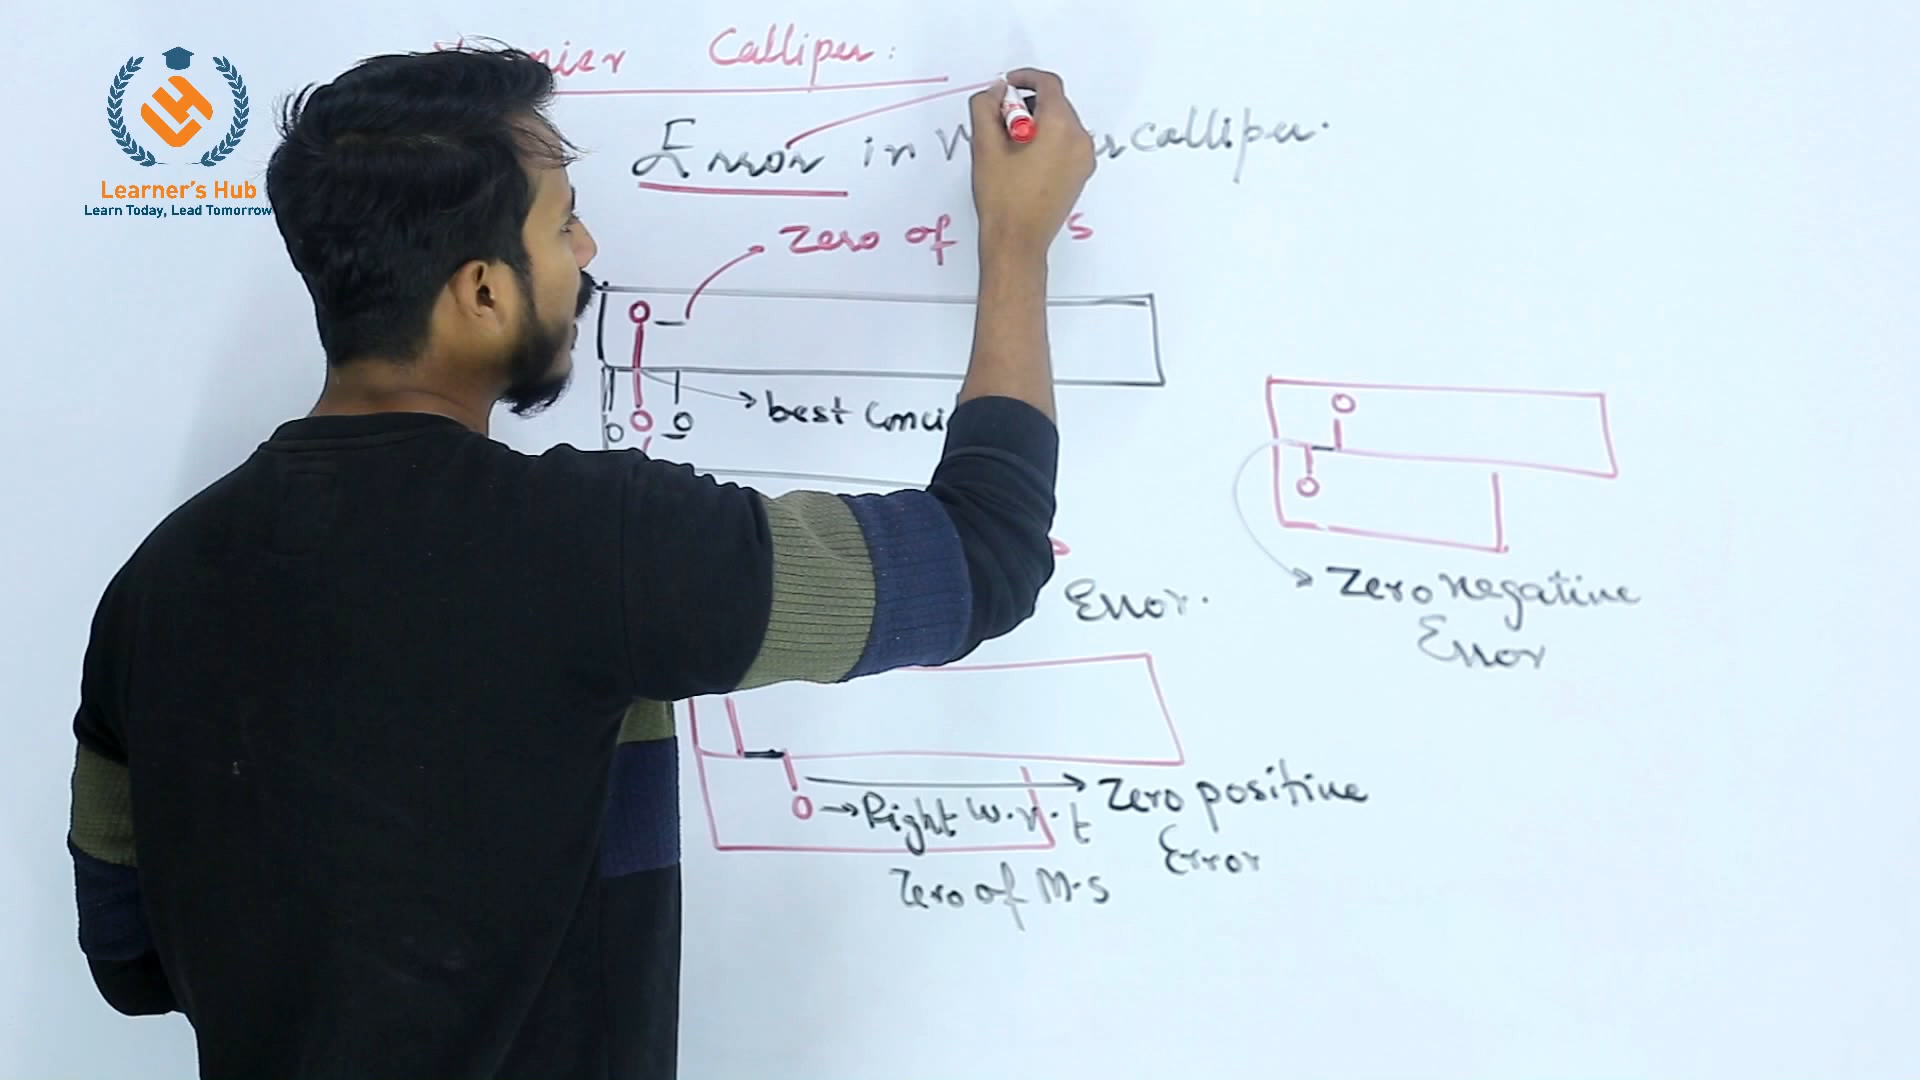 Learner's Hub
Learn Today, Lead Tomorrow
Calliper:
Error in calliper.
Zero of S
O
best
O O O
O
O
Error.
Zero negative
Error
O → Right w.r.t
Zero of M.S
Zero positive
Error